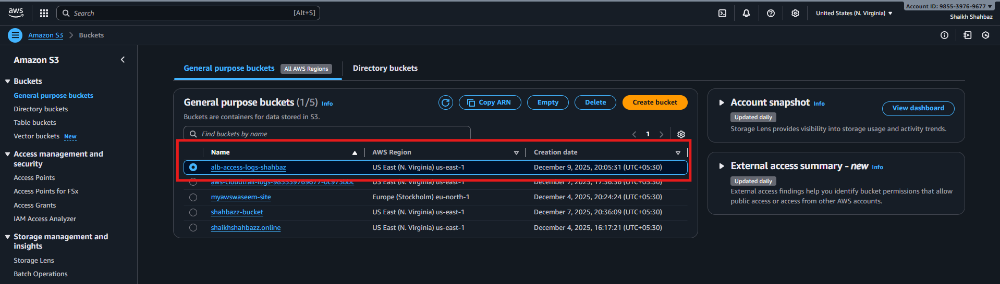 aws
Search
[Alt+S]
United States (N. Virginia)
Account ID: 9855-3976-9677
Shaikh Shahbaz
Amazon S3
Buckets
Amazon S3
Buckets
General purpose buckets
Directory buckets
Table buckets
Vector buckets New
Access management and
security
Access Points
Access Points for FSx
Access Grants
IAM Access Analyzer
Storage management and
insights
Storage Lens
Batch Operations
General purpose buckets All AWS Regions
Directory buckets
General purpose buckets (1/5) Info
Copy ARN
Empty
Delete
Create bucket
Buckets are containers for data stored in S3.
Find buckets by name
1
Name AWS Region Creation date
alb-access-logs-shahbaz US East (N. Virginia) us-east-1 December 9, 2025, 20:05:31 (UTC+05:30)
aws-cloudtrail-logs-985539769677-0c973bbc US East (N. Virginia) us-east-1 December 7, 2025, 17:36:36 (UTC+05:30)
myawswaseem-site Europe (Stockholm) eu-north-1 December 4, 2025, 20:24:24 (UTC+05:30)
shahbazz-bucket US East (N. Virginia) us-east-1 December 7, 2025, 20:36:09 (UTC+05:30)
shaikhshahbazz.online US East (N. Virginia) us-east-1 December 4, 2025, 16:17:21 (UTC+05:30)
Account snapshot Info
View dashboard
Updated daily
Storage Lens provides visibility into storage usage and activity trends.
External access summary - new Info
Updated daily
External access findings help you identify bucket permissions that allow
public access or access from other AWS accounts.